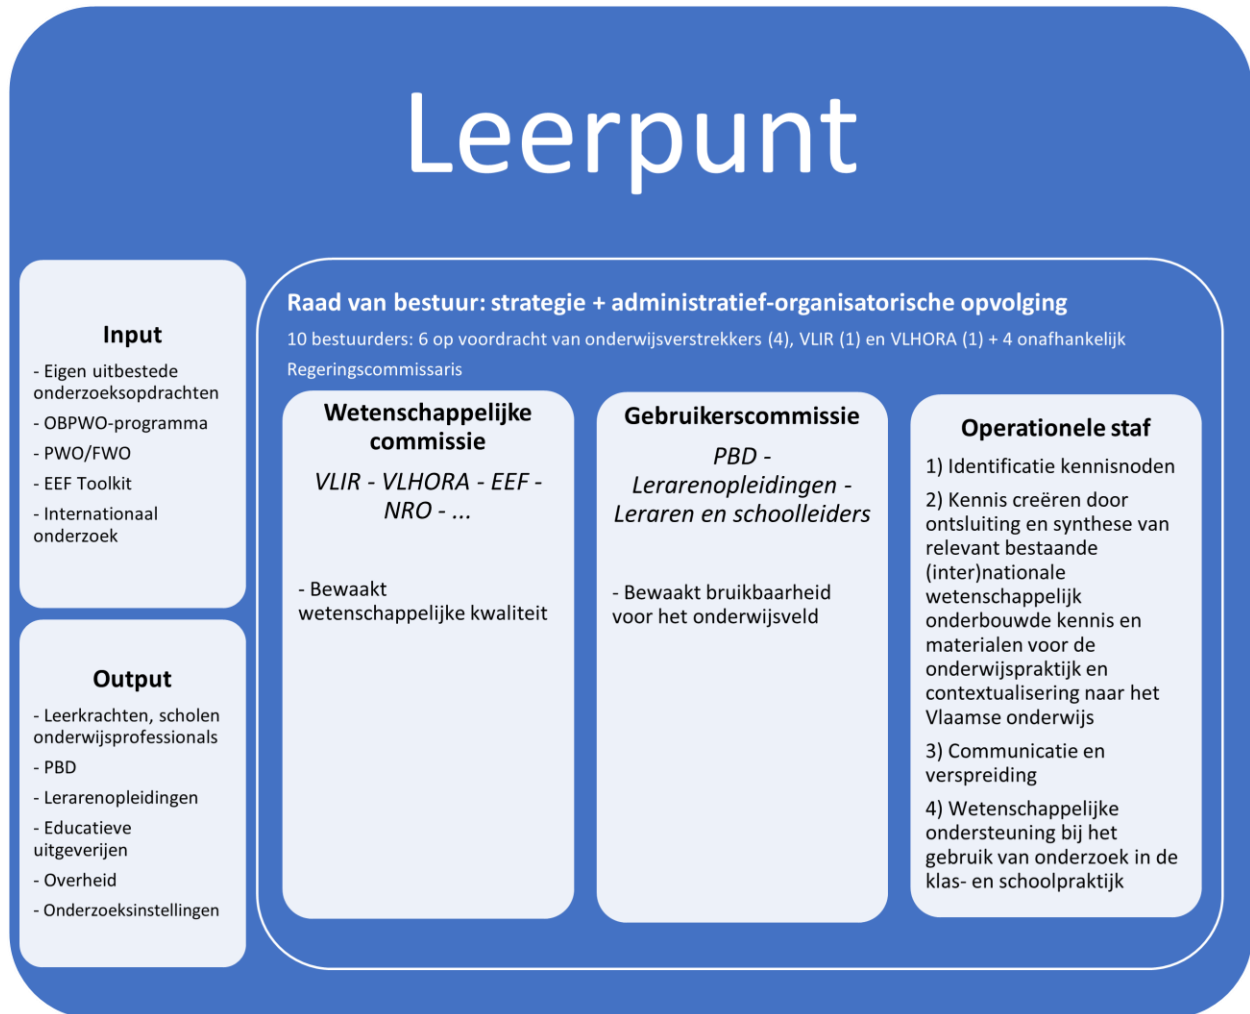 Leerpunt
Input
- Eigen uitbestede
onderzoeksopdrachten
- OBPWO-programma
- PWO/FWO
- EEF Toolkit
- Internationaal
onderzoek
Output
- Leerkrachten, scholen
onderwijsprofessionals
- PBD
- Lerarenopleidingen
- Educatieve
uitgeverijen
- Overheid
- Onderzoeksinstellingen
Raad van bestuur: strategie + administratief-organisatorische opvolging
10 bestuurders: 6 op voordracht van onderwijsverstrekkers (4), VLIR (1) en VLHORA (1) + 4 onafhankelijk
Regeringscommissaris
Wetenschappelijke
commissie
VLIR - VLHORA - EEF -
NRO - ...
- Bewaakt
wetenschappelijke kwaliteit
Gebruikerscommissie
PBD -
Lerarenopleidingen -
Leraren en schoolleiders
- Bewaakt bruikbaarheid
voor het onderwijsveld
Operationele staf
1) Identificatie kennisnoden
2) Kennis creëren door
ontsluiting en synthese van
relevant bestaande
(inter)nationale
wetenschappelijk
onderbouwde kennis en
materialen voor de
onderwijspraktijk en
contextualisering naar het
Vlaamse onderwijs
3) Communicatie en
verspreiding
4) Wetenschappelijke
ondersteuning bij het
gebruik van onderzoek in de
klas- en schoolpraktijk